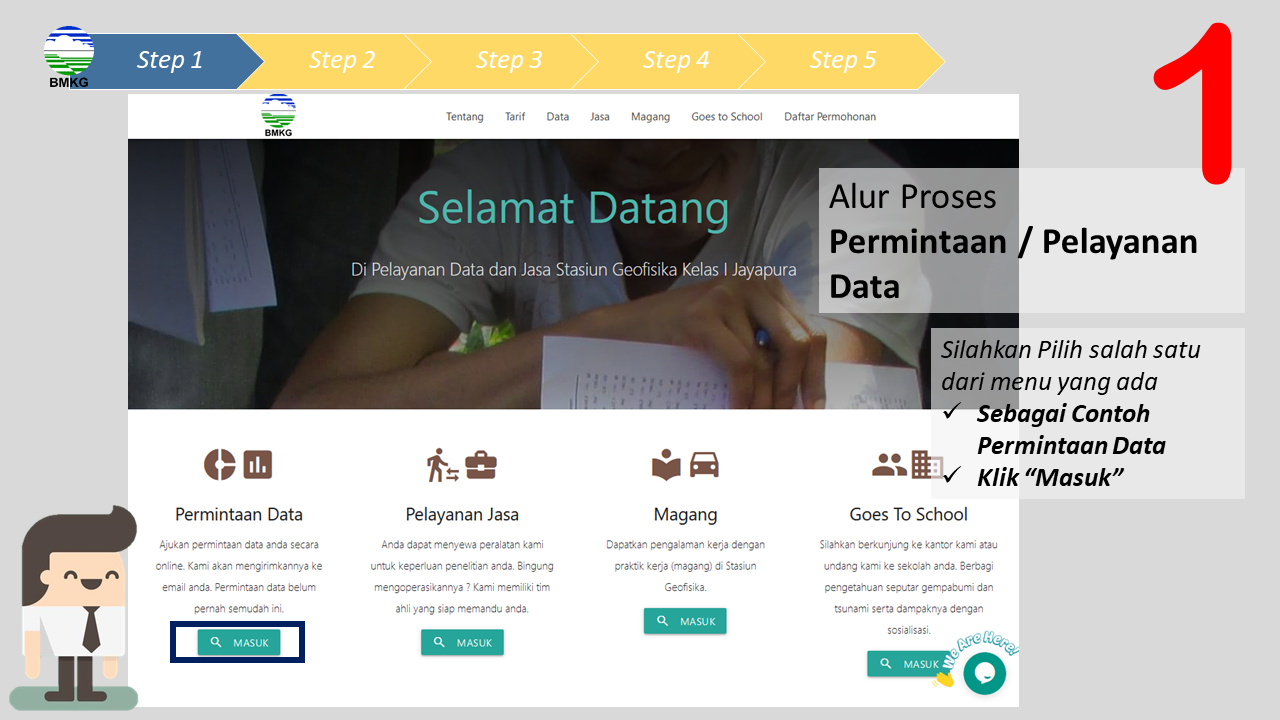 Step 1
Step 2
Step 3
Step 4
Step 5
BMKG
1
BMKG
Tentang
Tarif
Data
Jasa
Magang
Goes to School
Daftar Permohonan
Selamat Datang
Di Pelayanan Data dan Jasa Stasiun Geofisika Kelas I Jayapura
Alur Proses
Permintaan / Pelayanan
Data
Silahkan Pilih salah satu
dari menu yang ada
✓ Sebagai Contoh
Permintaan Data
✓ Klik “Masuk”
Permintaan Data
Ajukan permintaan data anda secara
online. Kami akan mengirimkannya ke
email anda. Permintaan data belum
pernah semudah ini.
MASUK
Pelayanan Jasa
Anda dapat menyewa peralatan kami
untuk keperluan penelitian anda. Bingung
mengoperasikannya ? Kami memiliki tim
ahli yang siap memandu anda.
MASUK
Magang
Dapatkan pengalaman kerja dengan
praktik kerja (magang) di Stasiun
Geofisika.
MASUK
Goes To School
Silahkan berkunjung ke kantor kami atau
undang kami ke sekolah anda. Berbagi
pengetahuan seputar gempabumi dan
tsunami serta dampaknya dengan
sosialisasi.
MASUK
We Are Here!